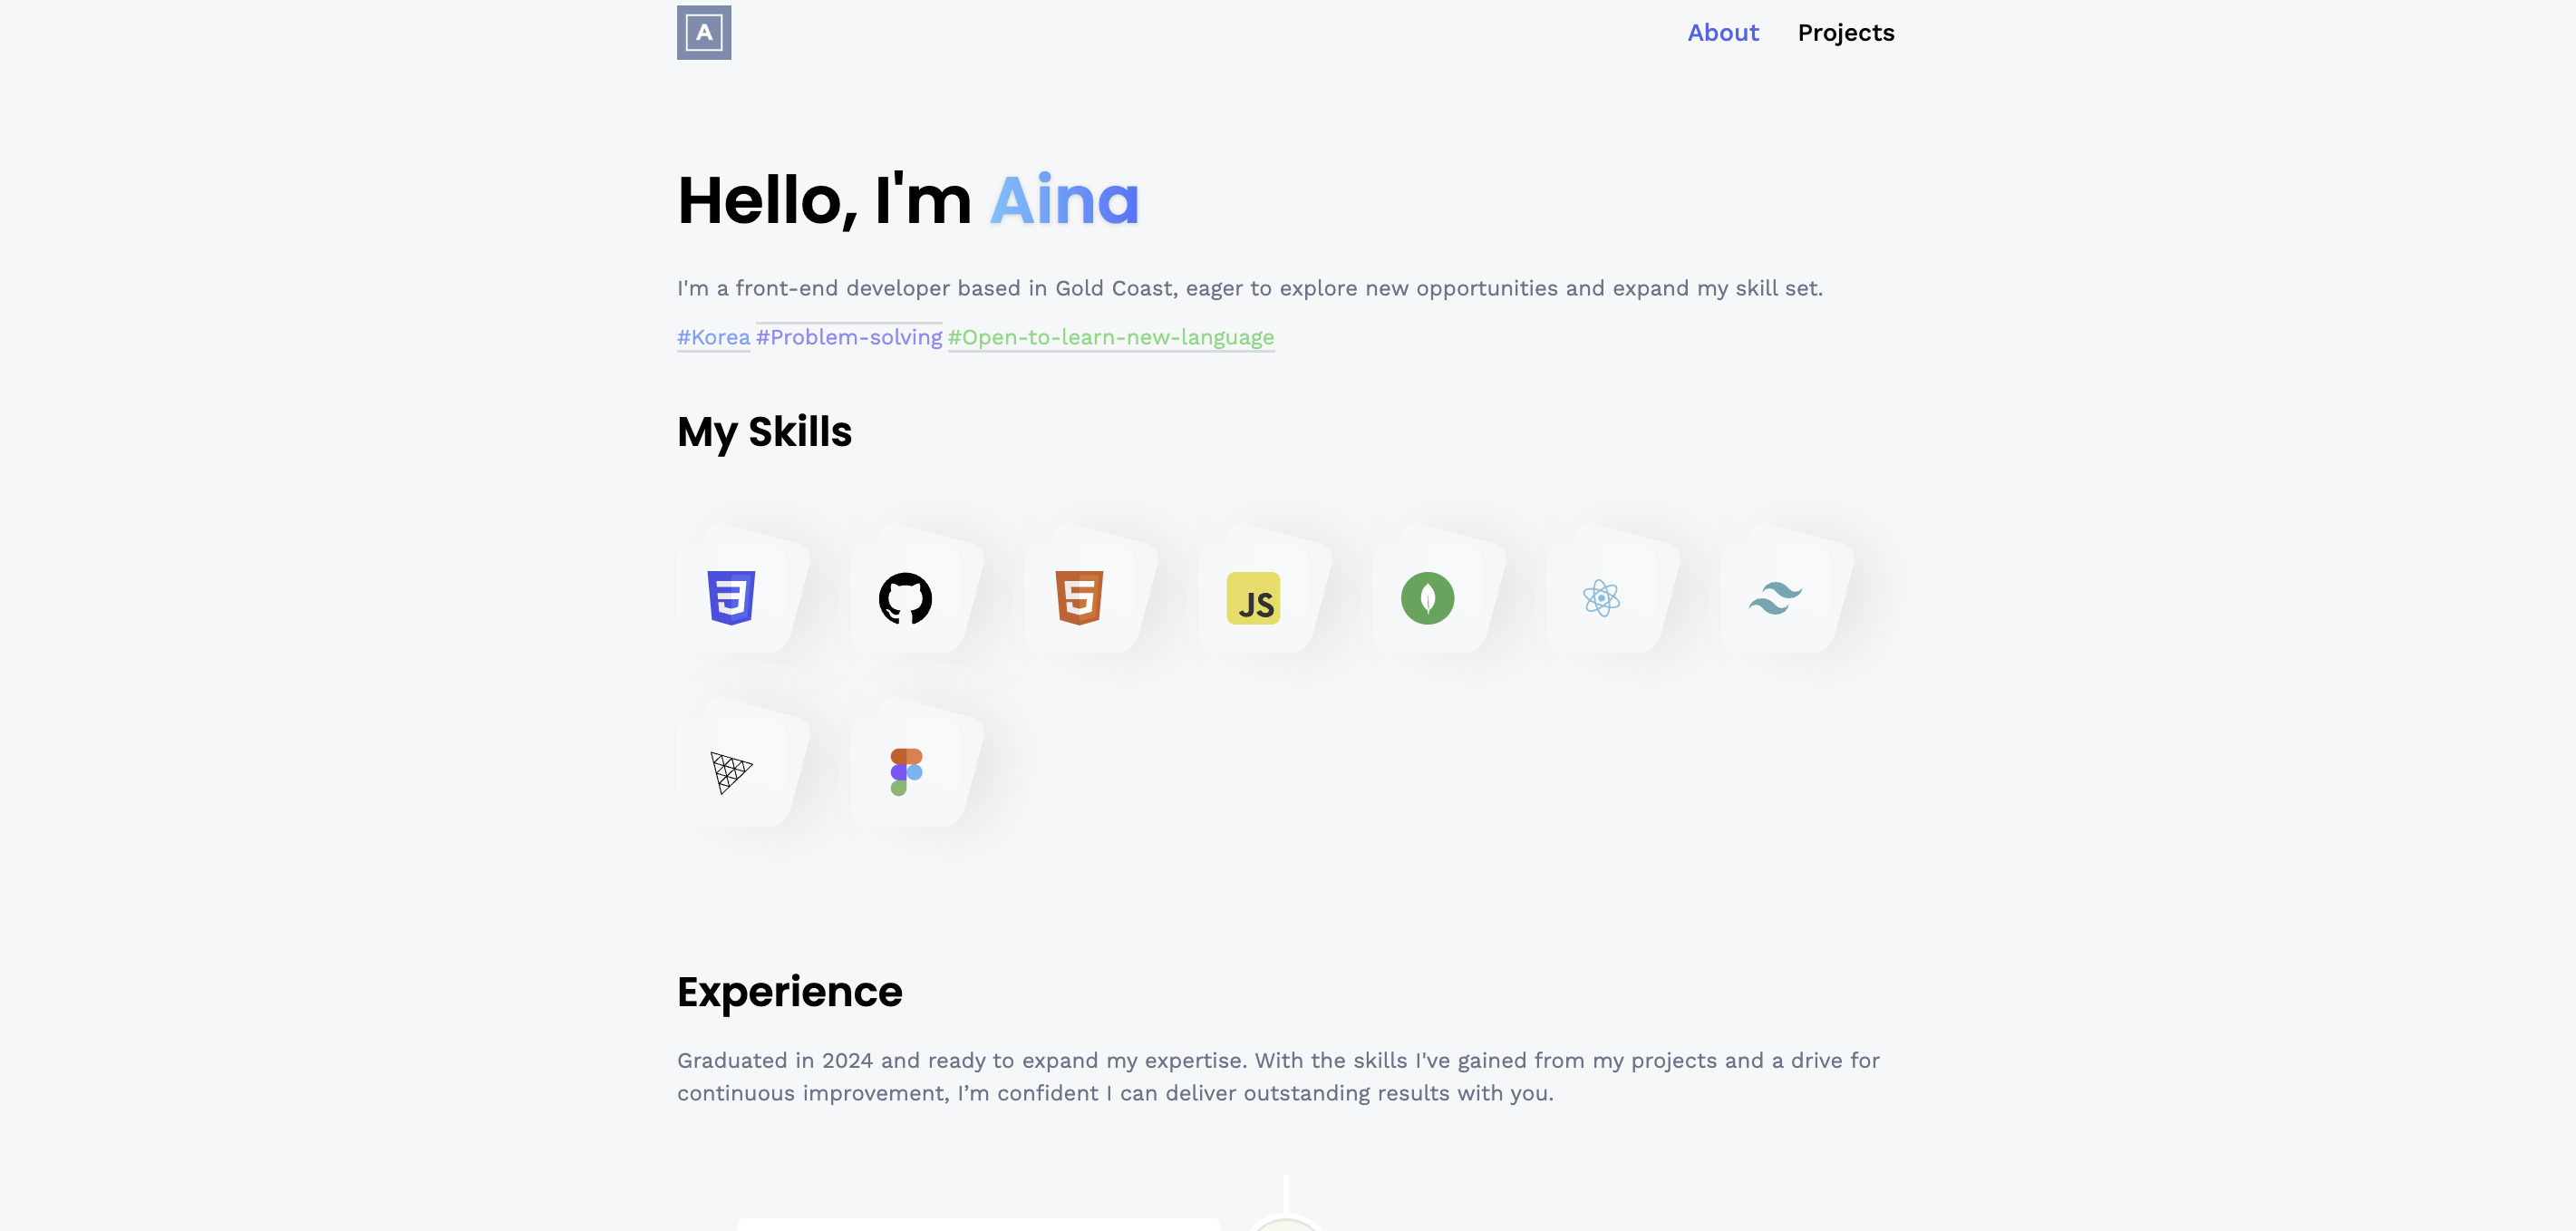 A
About Projects
Hello, I'm Aina
I'm a front-end developer based in Gold Coast, eager to explore new opportunities and expand my skill set.
#Korea #Problem-solving #Open-to-learn-new-language
My Skills
JS
Experience
Graduated in 2024 and ready to expand my expertise. With the skills I've gained from my projects and a drive for
continuous improvement, I’m confident I can deliver outstanding results with you.